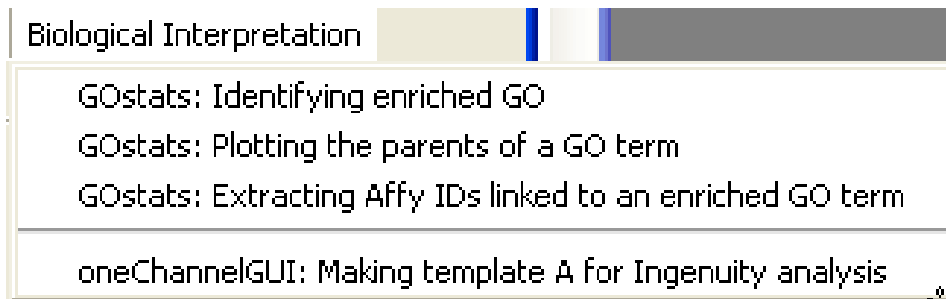 Biological Interpretation
GOstats: Identifying enriched GO
GOstats: Plotting the parents of a GO term
GOstats: Extracting Affy IDs linked to an enriched GO term
oneChannelGUI: Making template A for Ingenuity analysis